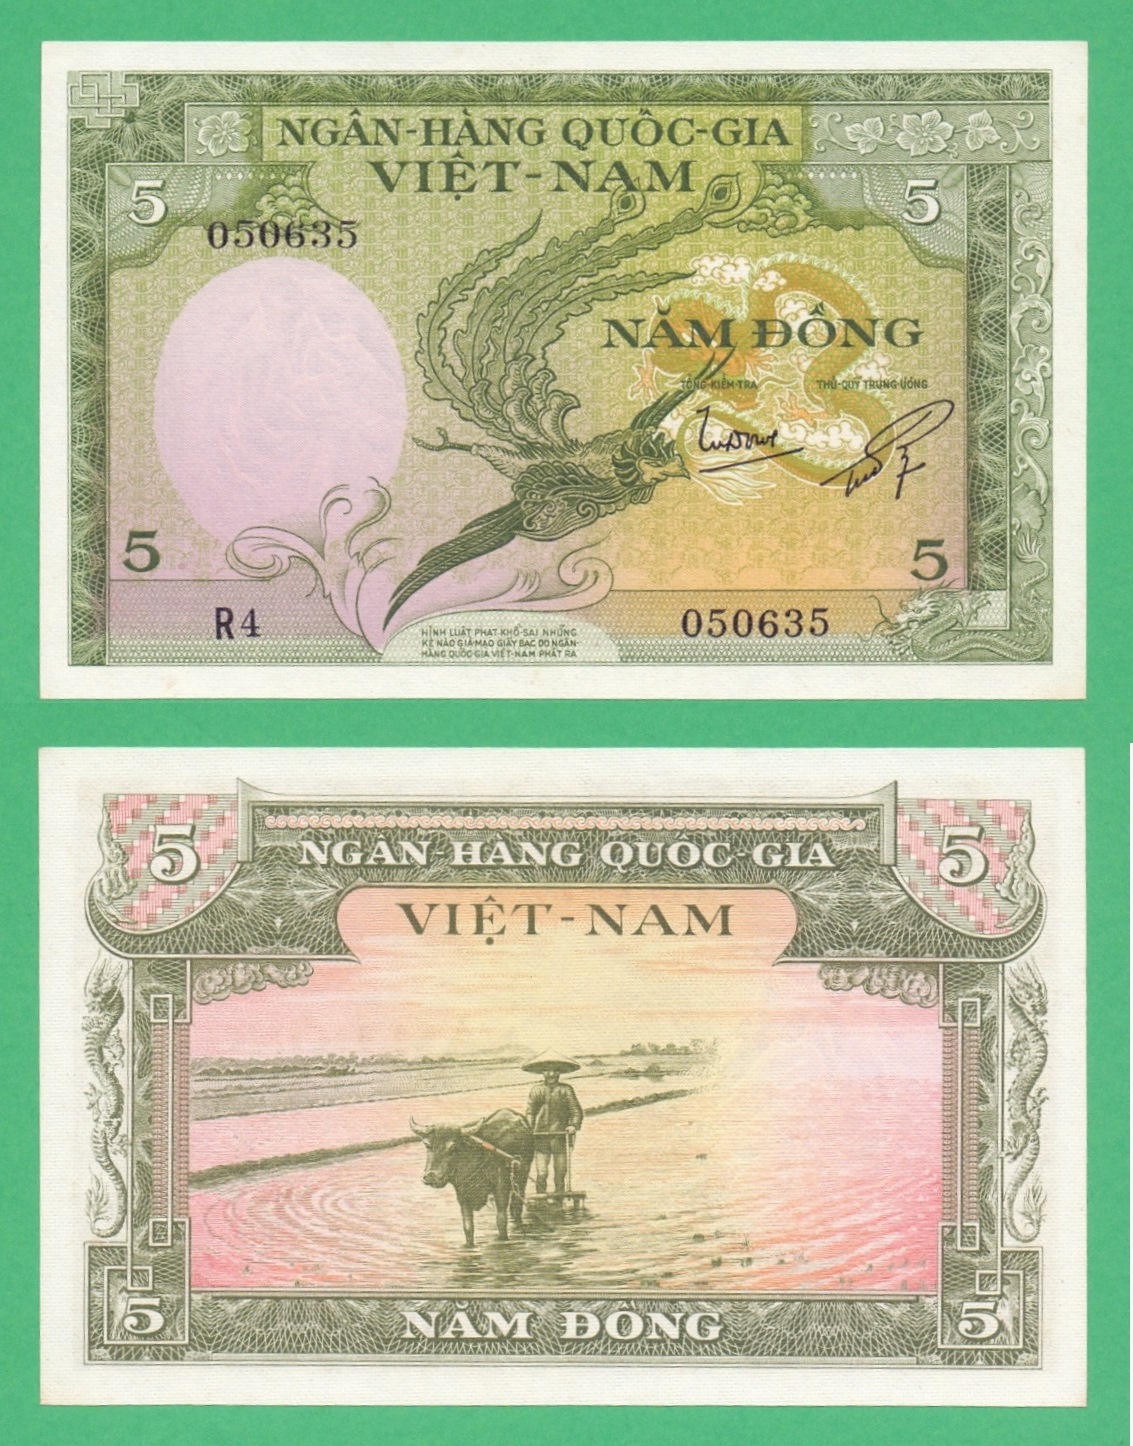 NGÂN-HÀNG QUỐC-GIA
VIỆT-NAM
5
5
050635
NĂM ĐỒNG
TỔNG KIỂM-TRA
THỦ-QUỸ TRUNG-ƯƠNG
5
5
R4
050635
HÌNH LUẬT PHẠT KHỔ-SAI NHỮNG
KẺ NÀO GIẢ-MẠO GIẤY BẠC DO NGÂN-
HÀNG QUỐC-GIA VIỆT-NAM PHÁT RA
5
5
NGÂN-HÀNG QUỐC-GIA
VIỆT-NAM
5
5
NĂM ĐỒNG